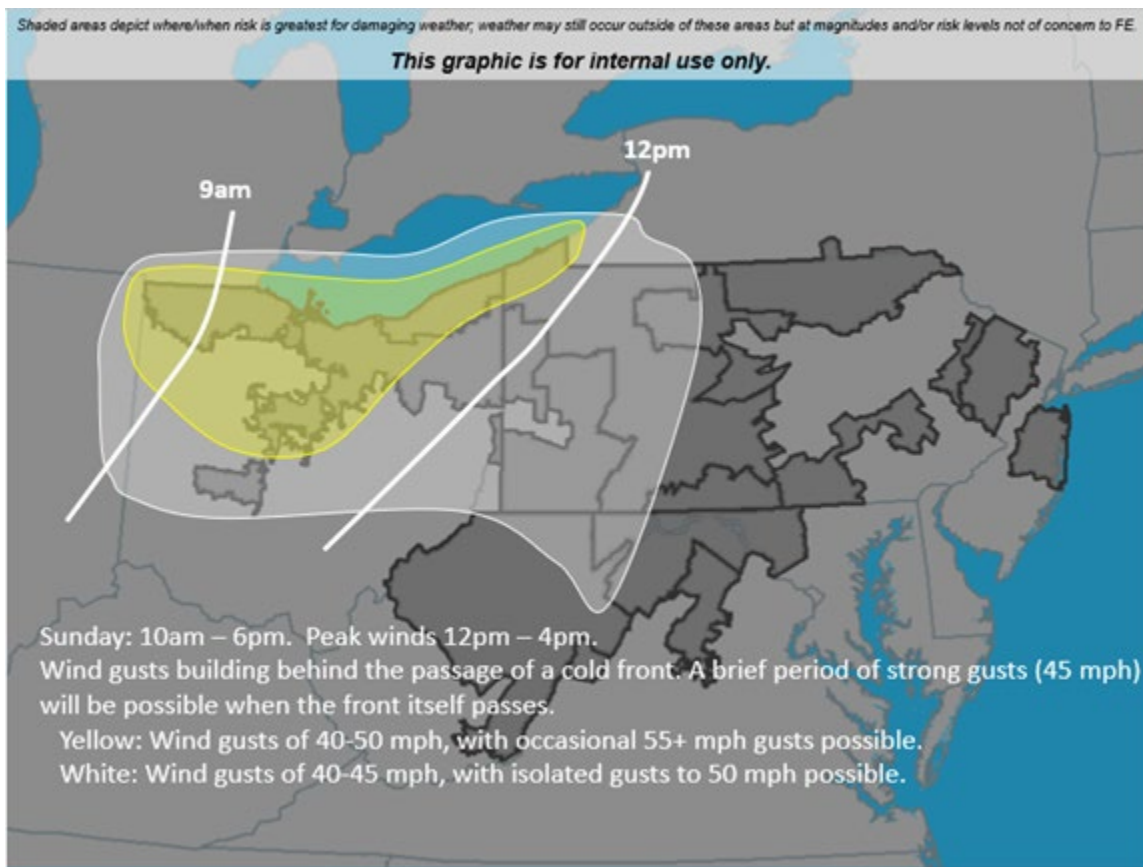 Shaded areas depict where/when risk is greatest for damaging weather; weather may still occur outside of these areas but at magnitudes and/or risk levels not of concern to FE.
This graphic is for internal use only.
12pm
9am
Sunday: 10am – 6pm.  Peak winds 12pm – 4pm.
Wind gusts building behind the passage of a cold front. A brief period of strong gusts (45 mph)
will be possible when the front itself passes.
Yellow: Wind gusts of 40-50 mph, with occasional 55+ mph gusts possible.
White: Wind gusts of 40-45 mph, with isolated gusts to 50 mph possible.